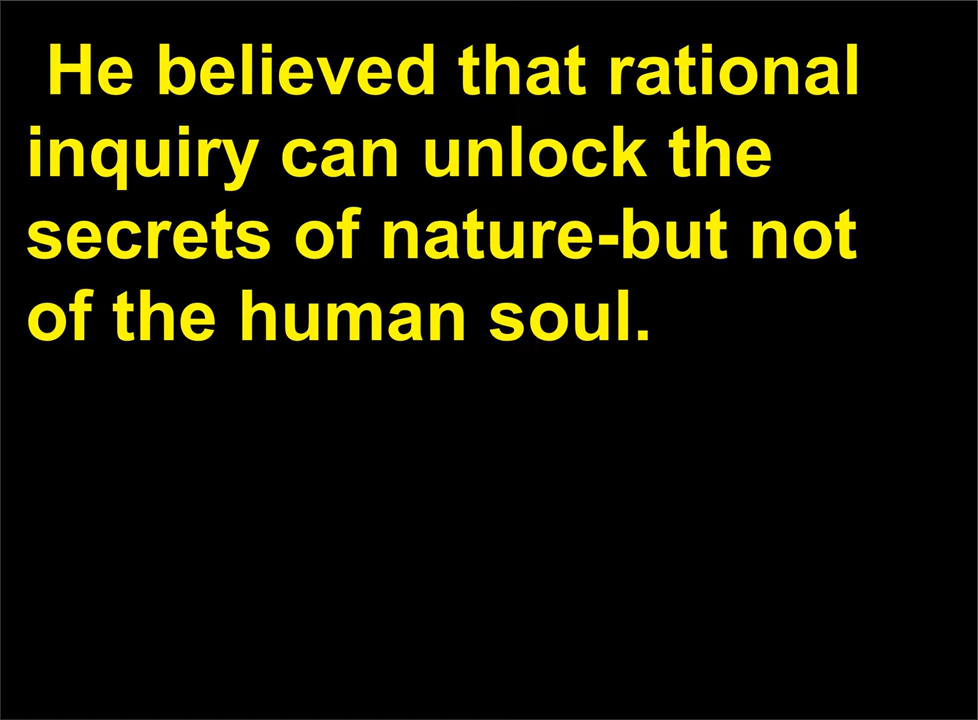 He believed that rational
inquiry can unlock the
secrets of nature-but not
of the human soul.